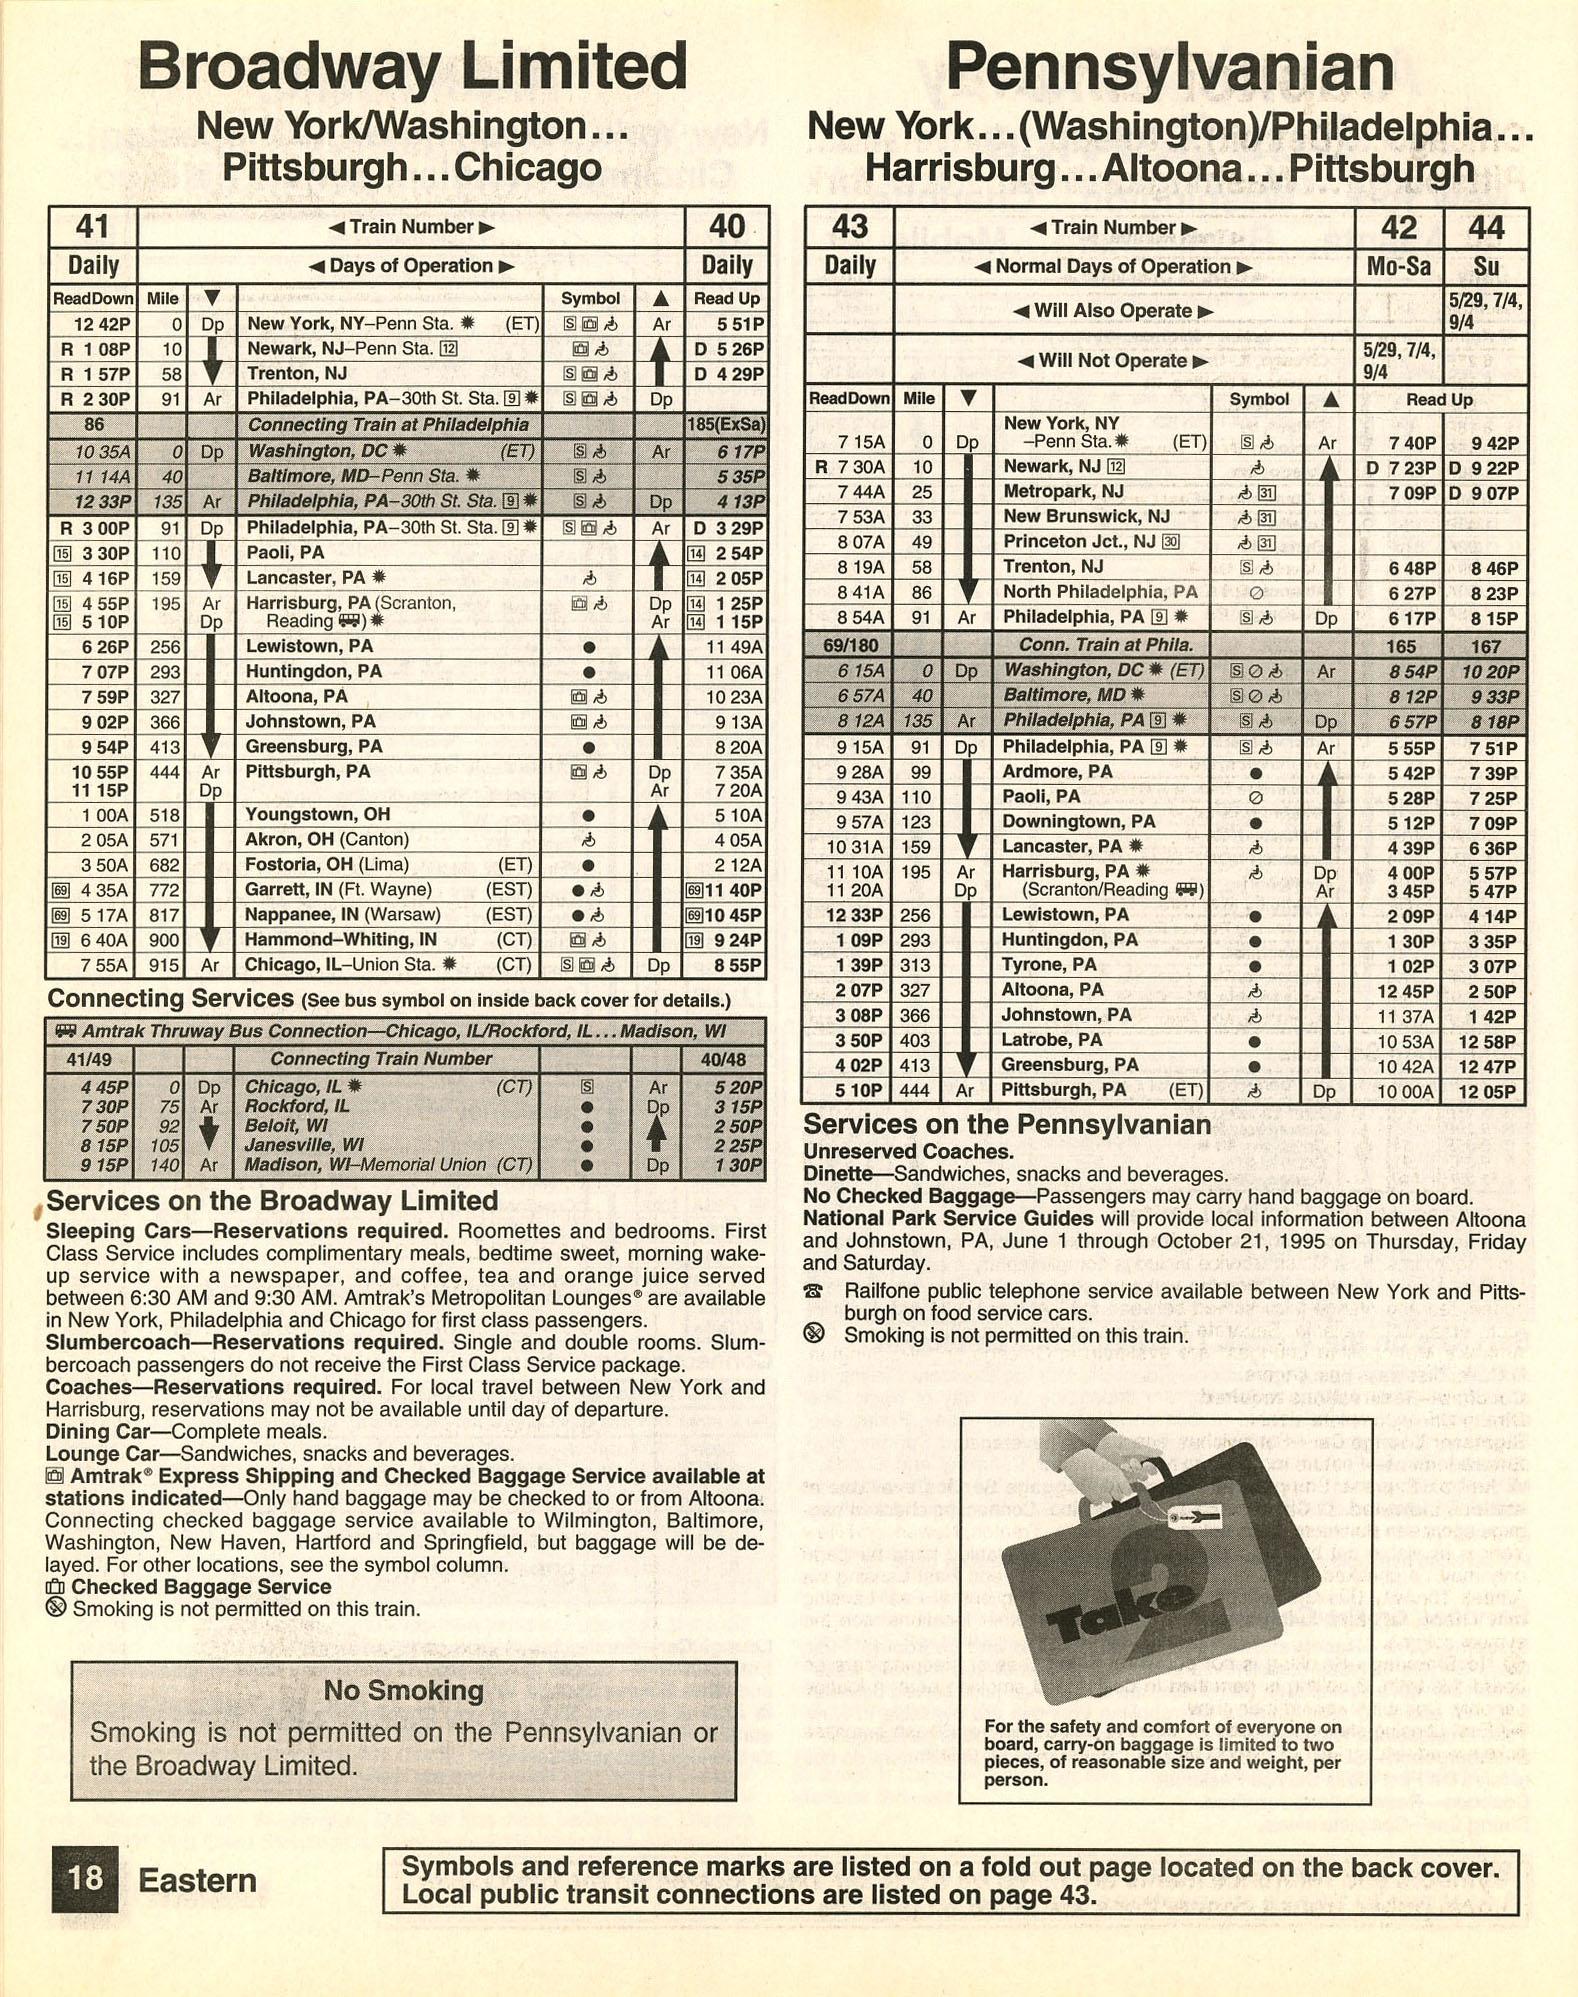 Broadway Limited
New York/Washington...
Pittsburgh...Chicago
41 ◄ Train Number ► 40
Daily ◄ Days of Operation ► Daily
Read Down Mile ▼ Symbol ▲ Read Up
12 42P 0 Dp New York, NY–Penn Sta. ✸ (ET) S Ar 5 51P
R 1 08P 10 Newark, NJ–Penn Sta. 12 D 5 26P
R 1 57P 58 Trenton, NJ S D 4 29P
R 2 30P 91 Ar Philadelphia, PA–30th St. Sta. 9 ✸ S Dp
86 Connecting Train at Philadelphia 185(ExSa)
10 35A 0 Dp Washington, DC ✸ (ET) S Ar 6 17P
11 14A 40 Baltimore, MD–Penn Sta. ✸ S 5 35P
12 33P 135 Ar Philadelphia, PA–30th St. Sta. 9 ✸ S Dp 4 13P
R 3 00P 91 Dp Philadelphia, PA–30th St. Sta. 9 ✸ S Ar D 3 29P
15 3 30P 110 Paoli, PA 14 2 54P
15 4 16P 159 Lancaster, PA ✸ 14 2 05P
15 4 55P 195 Ar Harrisburg, PA (Scranton, Dp 14 1 25P
15 5 10P Dp Reading) ✸ Ar 14 1 15P
6 26P 256 Lewistown, PA ● 11 49A
7 07P 293 Huntingdon, PA ● 11 06A
7 59P 327 Altoona, PA 10 23A
9 02P 366 Johnstown, PA 9 13A
9 54P 413 Greensburg, PA ● 8 20A
10 55P 444 Ar Pittsburgh, PA Dp 7 35A
11 15P Dp Ar 7 20A
1 00A 518 Youngstown, OH ● 5 10A
2 05A 571 Akron, OH (Canton) 4 05A
3 50A 682 Fostoria, OH (Lima) (ET) ● 2 12A
69 4 35A 772 Garrett, IN (Ft. Wayne) (EST) ● 69 11 40P
69 5 17A 817 Nappanee, IN (Warsaw) (EST) ● 69 10 45P
19 6 40A 900 Hammond–Whiting, IN (CT) 19 9 24P
7 55A 915 Ar Chicago, IL–Union Sta. ✸ (CT) S Dp 8 55P
Connecting Services (See bus symbol on inside back cover for details.)
Amtrak Thruway Bus Connection—Chicago, IL/Rockford, IL...Madison, WI
41/49 Connecting Train Number 40/48
4 45P 0 Dp Chicago, IL ✸ (CT) S Ar 5 20P
7 30P 75 Ar Rockford, IL ● Dp 3 15P
7 50P 92 Beloit, WI ● 2 50P
8 15P 105 Janesville, WI ● 2 25P
9 15P 140 Ar Madison, WI–Memorial Union (CT) ● Dp 1 30P
Services on the Broadway Limited
Sleeping Cars—Reservations required. Roomettes and bedrooms. First
Class Service includes complimentary meals, bedtime sweet, morning wake-
up service with a newspaper, and coffee, tea and orange juice served
between 6:30 AM and 9:30 AM. Amtrak's Metropolitan Lounges® are available
in New York, Philadelphia and Chicago for first class passengers.
Slumbercoach—Reservations required. Single and double rooms. Slum-
bercoach passengers do not receive the First Class Service package.
Coaches—Reservations required. For local travel between New York and
Harrisburg, reservations may not be available until day of departure.
Dining Car—Complete meals.
Lounge Car—Sandwiches, snacks and beverages.
Amtrak® Express Shipping and Checked Baggage Service available at
stations indicated—Only hand baggage may be checked to or from Altoona.
Connecting checked baggage service available to Wilmington, Baltimore,
Washington, New Haven, Hartford and Springfield, but baggage will be de-
layed. For other locations, see the symbol column.
Checked Baggage Service
Smoking is not permitted on this train.
No Smoking
Smoking is not permitted on the Pennsylvanian or
the Broadway Limited.
Pennsylvanian
New York...(Washington)/Philadelphia...
Harrisburg...Altoona...Pittsburgh
43 ◄ Train Number ► 42 44
Daily ◄ Normal Days of Operation ► Mo-Sa Su
◄ Will Also Operate ► 5/29, 7/4,
9/4
◄ Will Not Operate ► 5/29, 7/4,
9/4
Read Down Mile ▼ Symbol ▲ Read Up
New York, NY
7 15A 0 Dp –Penn Sta. ✸ (ET) S Ar 7 40P 9 42P
R 7 30A 10 Newark, NJ 12 D 7 23P D 9 22P
7 44A 25 Metropark, NJ 31 7 09P D 9 07P
7 53A 33 New Brunswick, NJ 31
8 07A 49 Princeton Jct., NJ 30 31
8 19A 58 Trenton, NJ S 6 48P 8 46P
8 41A 86 North Philadelphia, PA ⊘ 6 27P 8 23P
8 54A 91 Ar Philadelphia, PA 9 ✸ S Dp 6 17P 8 15P
69/180 Conn. Train at Phila. 165 167
6 15A 0 Dp Washington, DC ✸ (ET) S ⊘ Ar 8 54P 10 20P
6 57A 40 Baltimore, MD ✸ S ⊘ 8 12P 9 33P
8 12A 135 Ar Philadelphia, PA 9 ✸ S Dp 6 57P 8 18P
9 15A 91 Dp Philadelphia, PA 9 ✸ S Ar 5 55P 7 51P
9 28A 99 Ardmore, PA ● 5 42P 7 39P
9 43A 110 Paoli, PA ⊘ 5 28P 7 25P
9 57A 123 Downingtown, PA ● 5 12P 7 09P
10 31A 159 Lancaster, PA ✸ 4 39P 6 36P
11 10A 195 Ar Harrisburg, PA ✸ Dp 4 00P 5 57P
11 20A Dp (Scranton/Reading) Ar 3 45P 5 47P
12 33P 256 Lewistown, PA ● 2 09P 4 14P
1 09P 293 Huntingdon, PA ● 1 30P 3 35P
1 39P 313 Tyrone, PA ● 1 02P 3 07P
2 07P 327 Altoona, PA 12 45P 2 50P
3 08P 366 Johnstown, PA 11 37A 1 42P
3 50P 403 Latrobe, PA ● 10 53A 12 58P
4 02P 413 Greensburg, PA ● 10 42A 12 47P
5 10P 444 Ar Pittsburgh, PA (ET) Dp 10 00A 12 05P
Services on the Pennsylvanian
Unreserved Coaches.
Dinette—Sandwiches, snacks and beverages.
No Checked Baggage—Passengers may carry hand baggage on board.
National Park Service Guides will provide local information between Altoona
and Johnstown, PA, June 1 through October 21, 1995 on Thursday, Friday
and Saturday.
☎ Railfone public telephone service available between New York and Pitts-
burgh on food service cars.
Smoking is not permitted on this train.
Take
2
For the safety and comfort of everyone on
board, carry-on baggage is limited to two
pieces, of reasonable size and weight, per
person.
18 Eastern
Symbols and reference marks are listed on a fold out page located on the back cover.
Local public transit connections are listed on page 43.